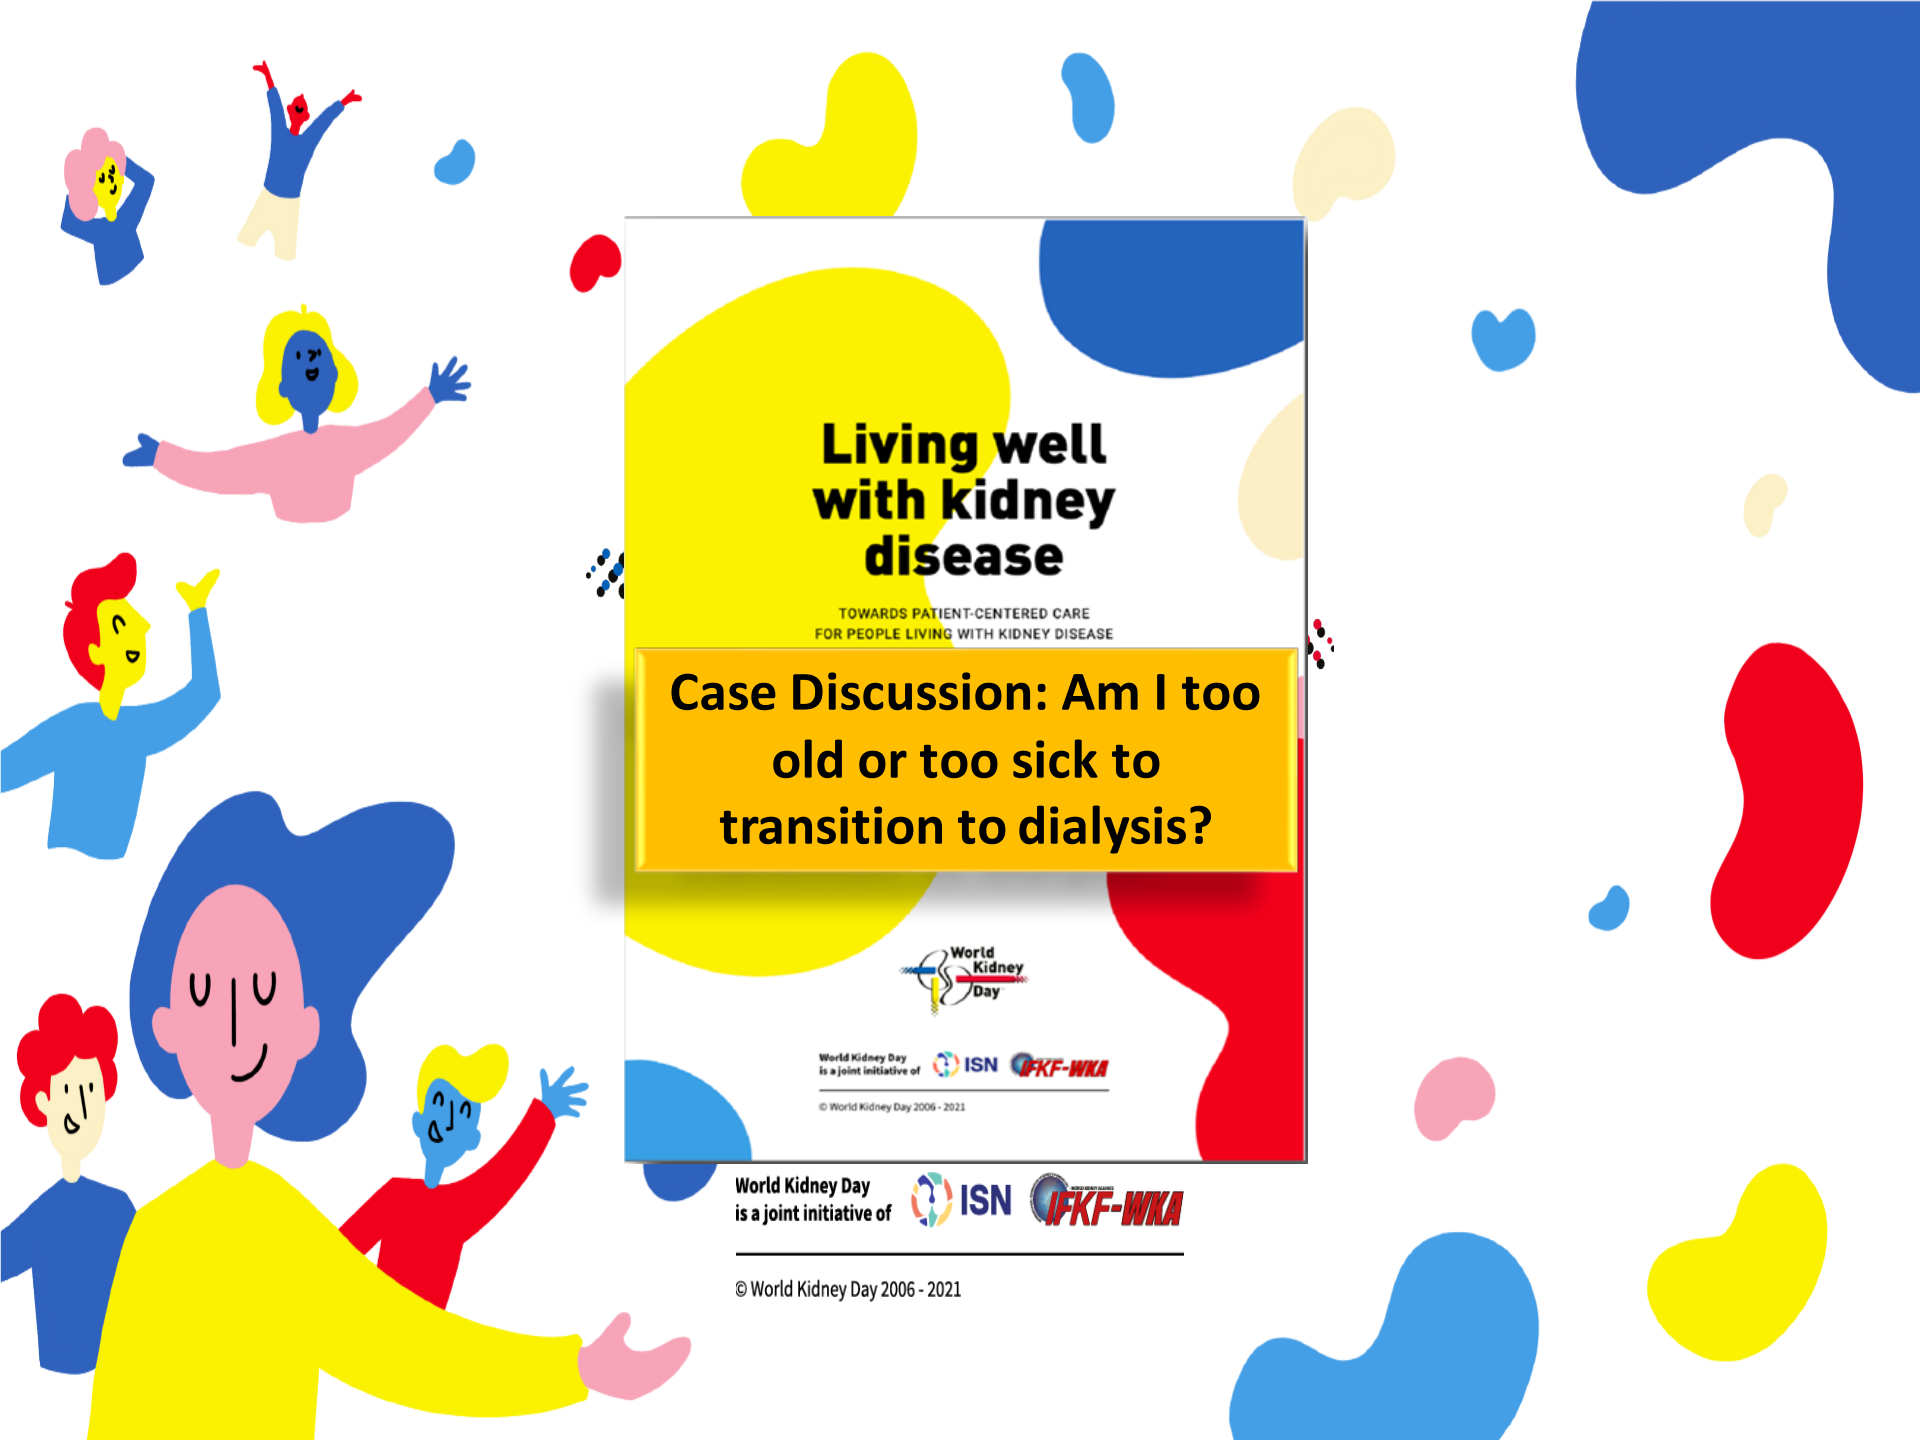 Living well
with kidney
disease
TOWARDS PATIENT-CENTERED CARE
FOR PEOPLE LIVING WITH KIDNEY DISEASE
Case Discussion: Am I too
old or too sick to
transition to dialysis?
World
Kidney
Day
World Kidney Day
is a joint initiative of
ISN
IFKF-WKA
© World Kidney Day 2006 - 2021
World Kidney Day
is a joint initiative of
ISN
IFKF-WKA
© World Kidney Day 2006 - 2021